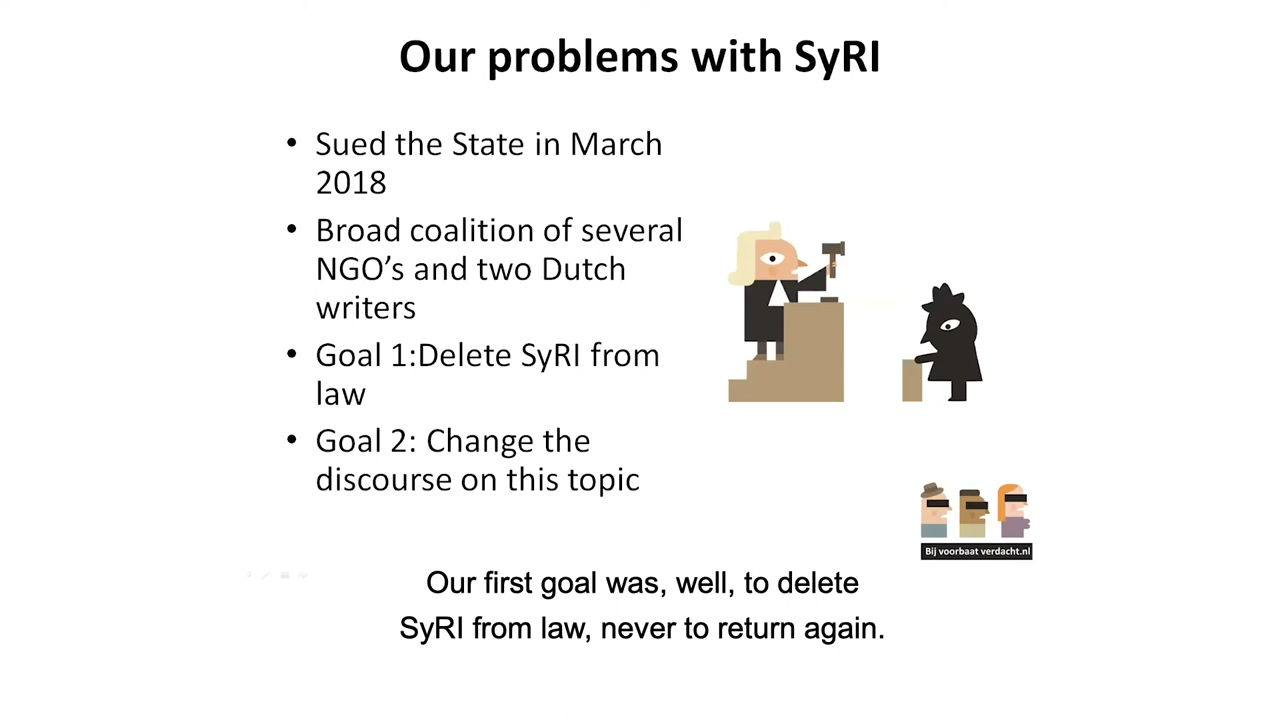 Our problems with SyRI
• Sued the State in March
2018
• Broad coalition of several
NGO’s and two Dutch
writers
• Goal 1:Delete SyRI from
law
• Goal 2: Change the
discourse on this topic
Bij voorbaat verdacht.nl
Our first goal was, well, to delete
SyRI from law, never to return again.